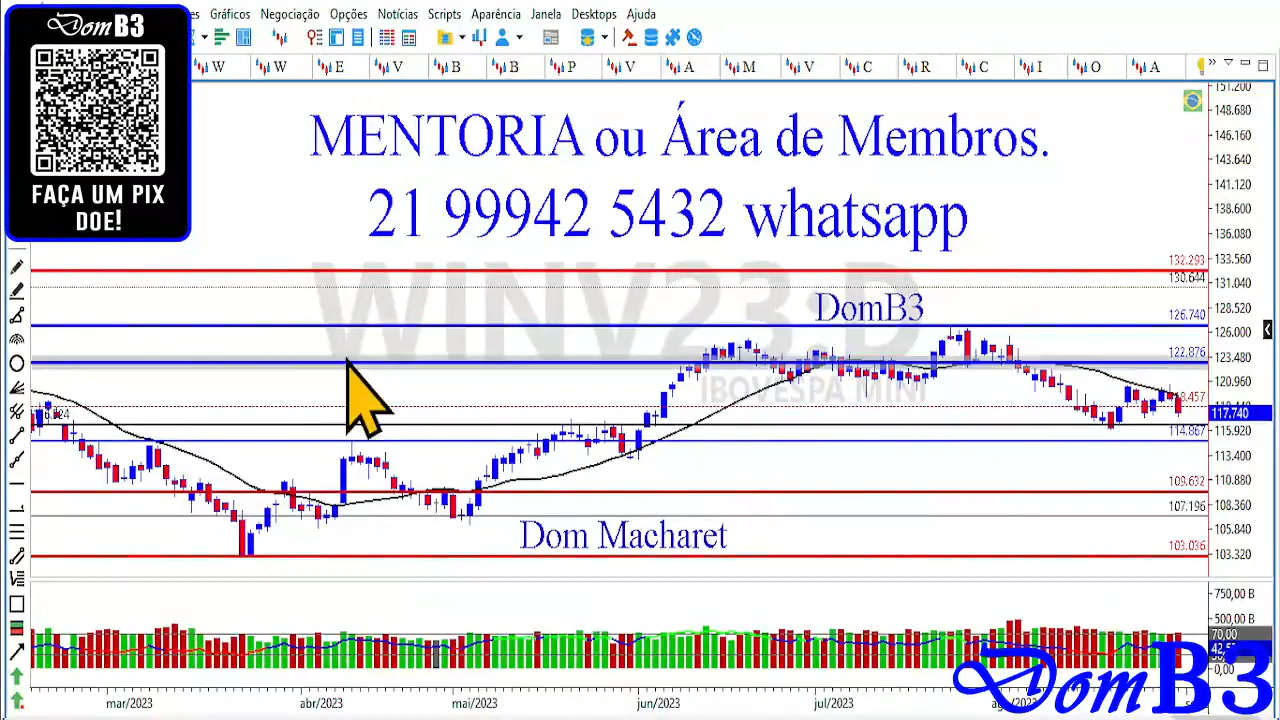 Gráficos Negociação Opções Notícias Scripts Aparência Janela Desktops Ajuda
DomB3
FAÇA UM PIX
DOE!
W W E V B B P V A M V C R C I O A
MENTORIA ou Área de Membros.
21 99942 5432 whatsapp
WINV23:D
IBOVESPA MINI
DomB3
Dom Macharet
151.200
148.680
146.160
143.640
141.120
138.600
136.080
133.560
132.293
130.644
131.040
128.520
126.740
126.000
122.876
123.480
120.960
117.740
114.867
115.920
113.400
109.632
110.880
107.196
108.360
105.840
103.036
103.320
750,00 B
500,00 B
70,00
0,00
mar/2023 abr/2023 mai/2023 jun/2023 jul/2023
DomB3